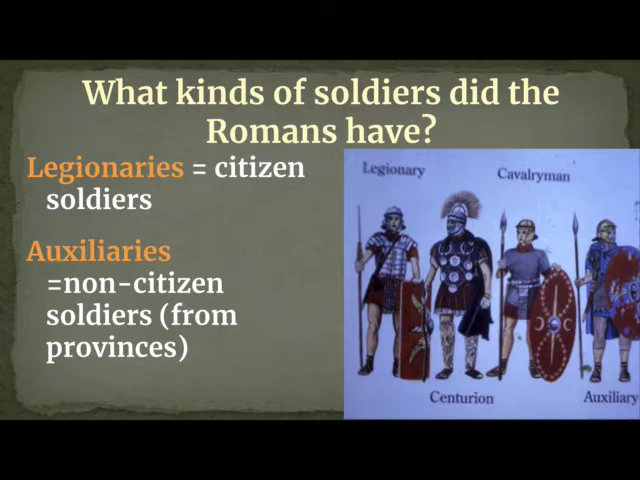 What kinds of soldiers did the
Romans have?
Legionaries = citizen
soldiers
Auxiliaries
=non-citizen
soldiers (from
provinces)
Legionary
Cavalryman
Centurion
Auxiliary